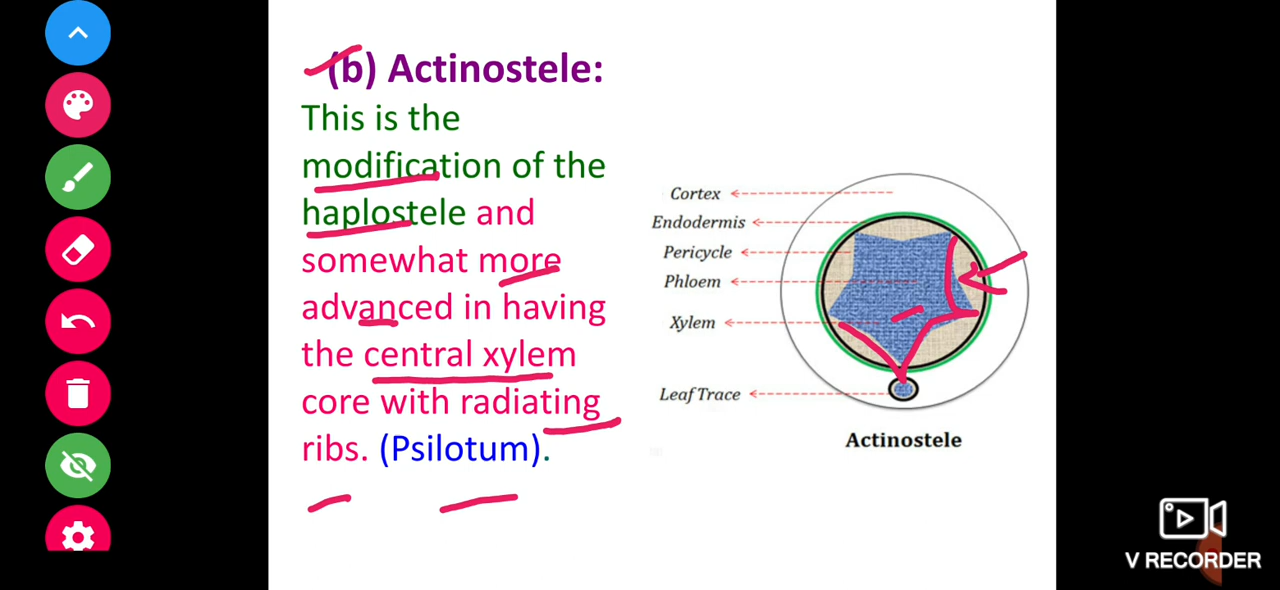 (b) Actinostele:
This is the
modification of the
haplostele and
somewhat more
advanced in having
the central xylem
core with radiating
ribs. (Psilotum).
Cortex
Endodermis
Pericycle
Phloem
Xylem
Leaf Trace
Actinostele
V RECORDER